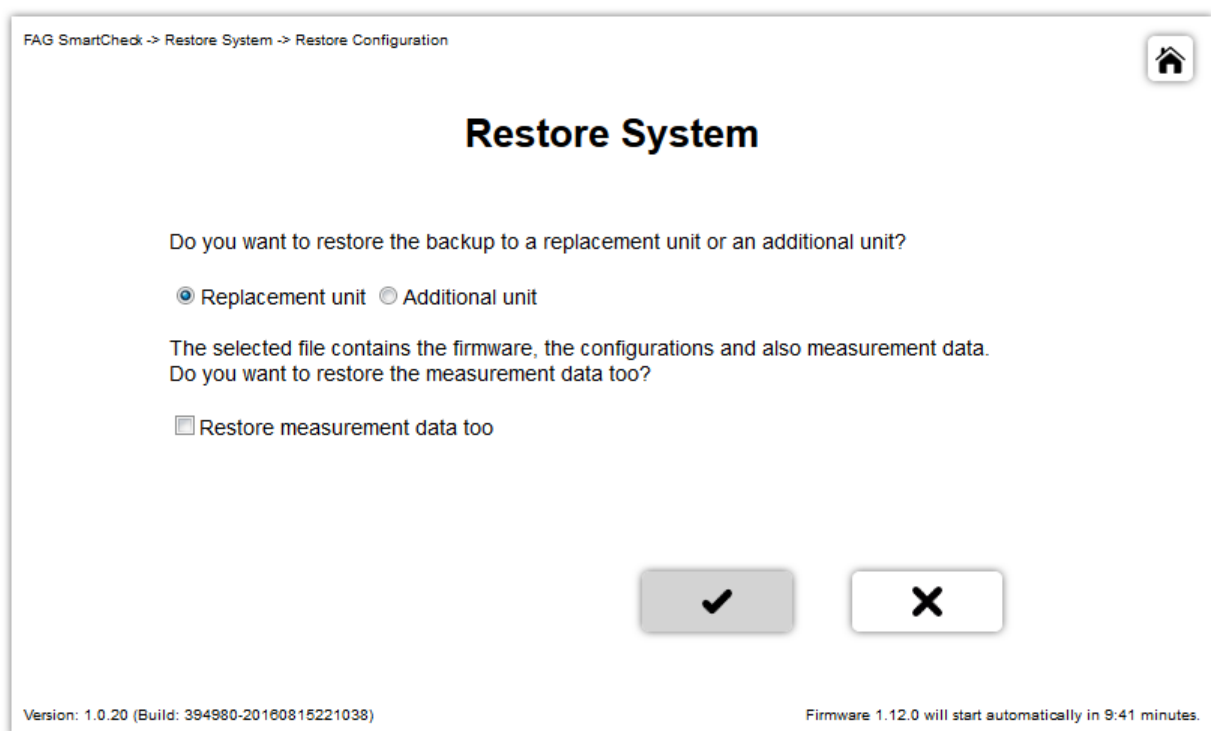 FAG SmartCheck -> Restore System -> Restore Configuration
Restore System
Do you want to restore the backup to a replacement unit or an additional unit?
Replacement unit Additional unit
The selected file contains the firmware, the configurations and also measurement data.
Do you want to restore the measurement data too?
Restore measurement data too
Version: 1.0.20 (Build: 394980-20160815221038) Firmware 1.12.0 will start automatically in 9:41 minutes.